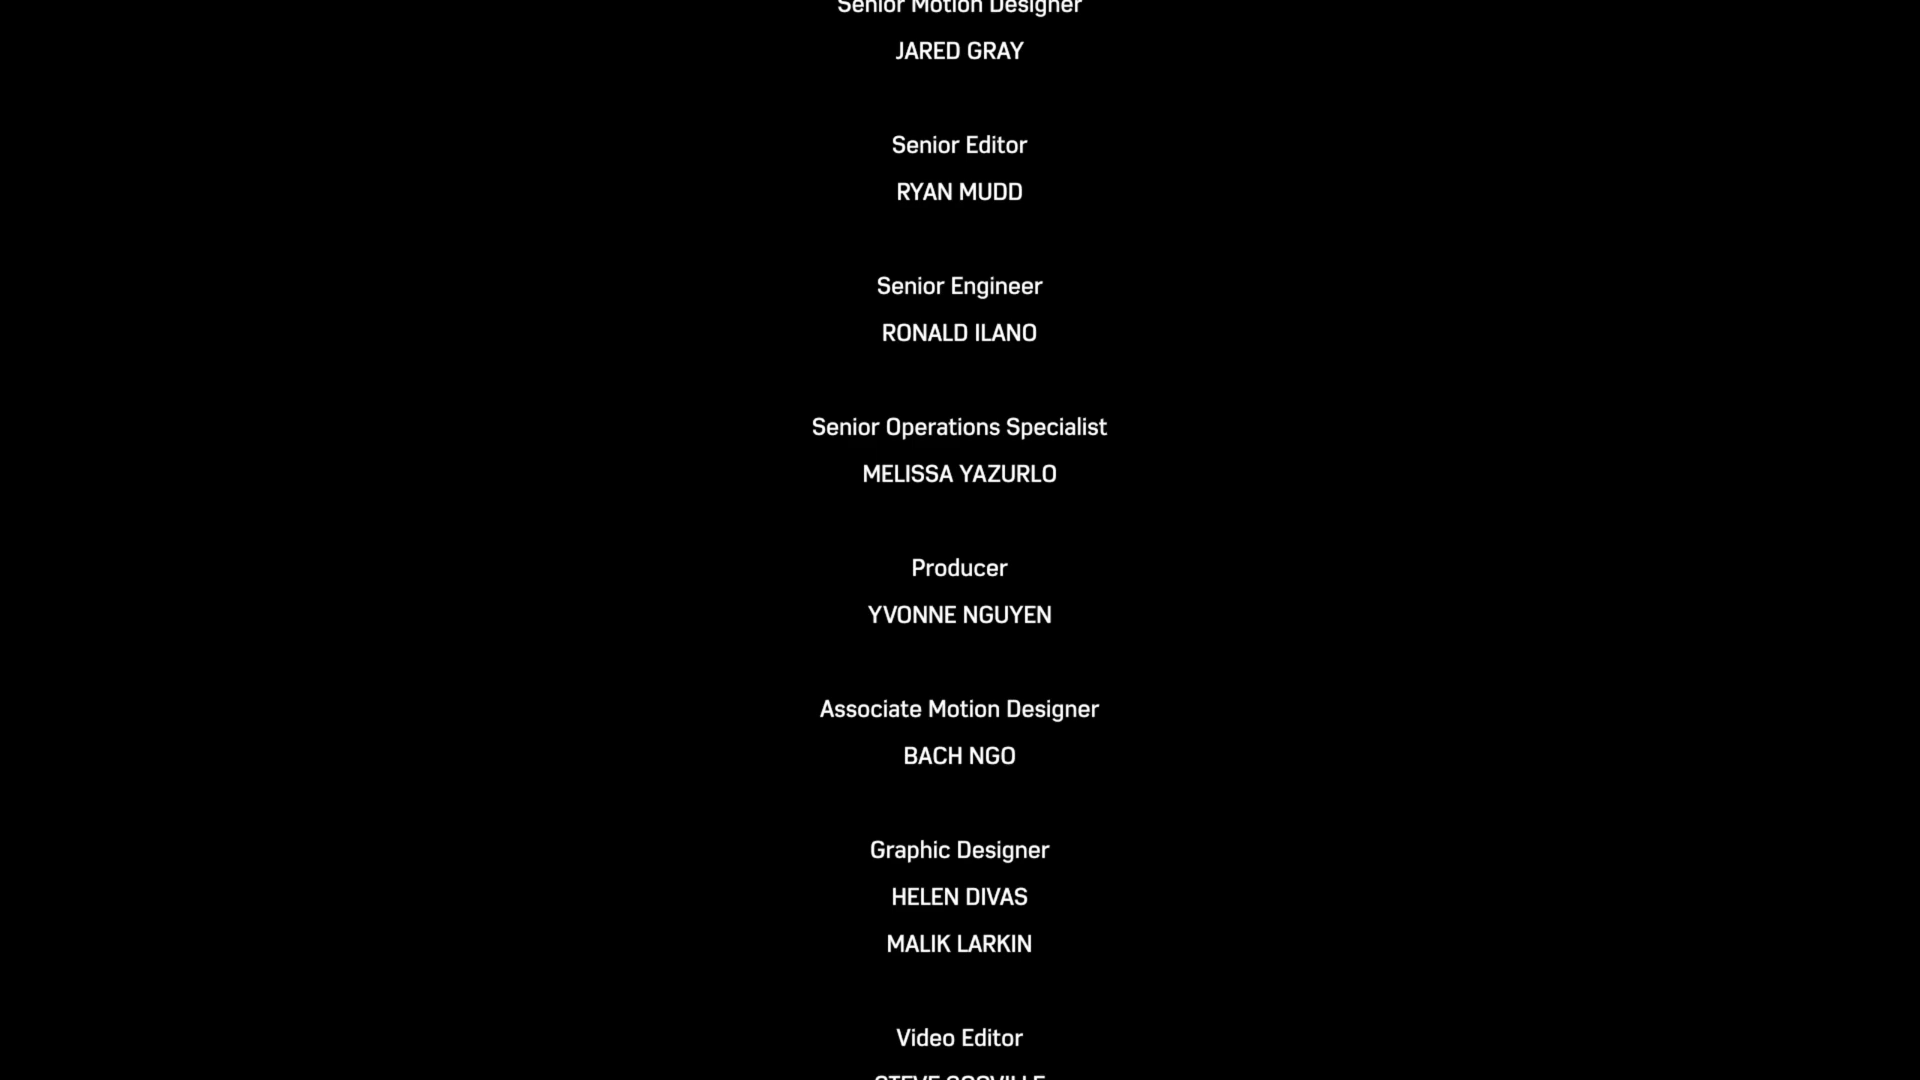 Senior Motion Designer
JARED GRAY
Senior Editor
RYAN MUDD
Senior Engineer
RONALD ILANO
Senior Operations Specialist
MELISSA YAZURLO
Producer
YVONNE NGUYEN
Associate Motion Designer
BACH NGO
Graphic Designer
HELEN DIVAS
MALIK LARKIN
Video Editor
STEVE